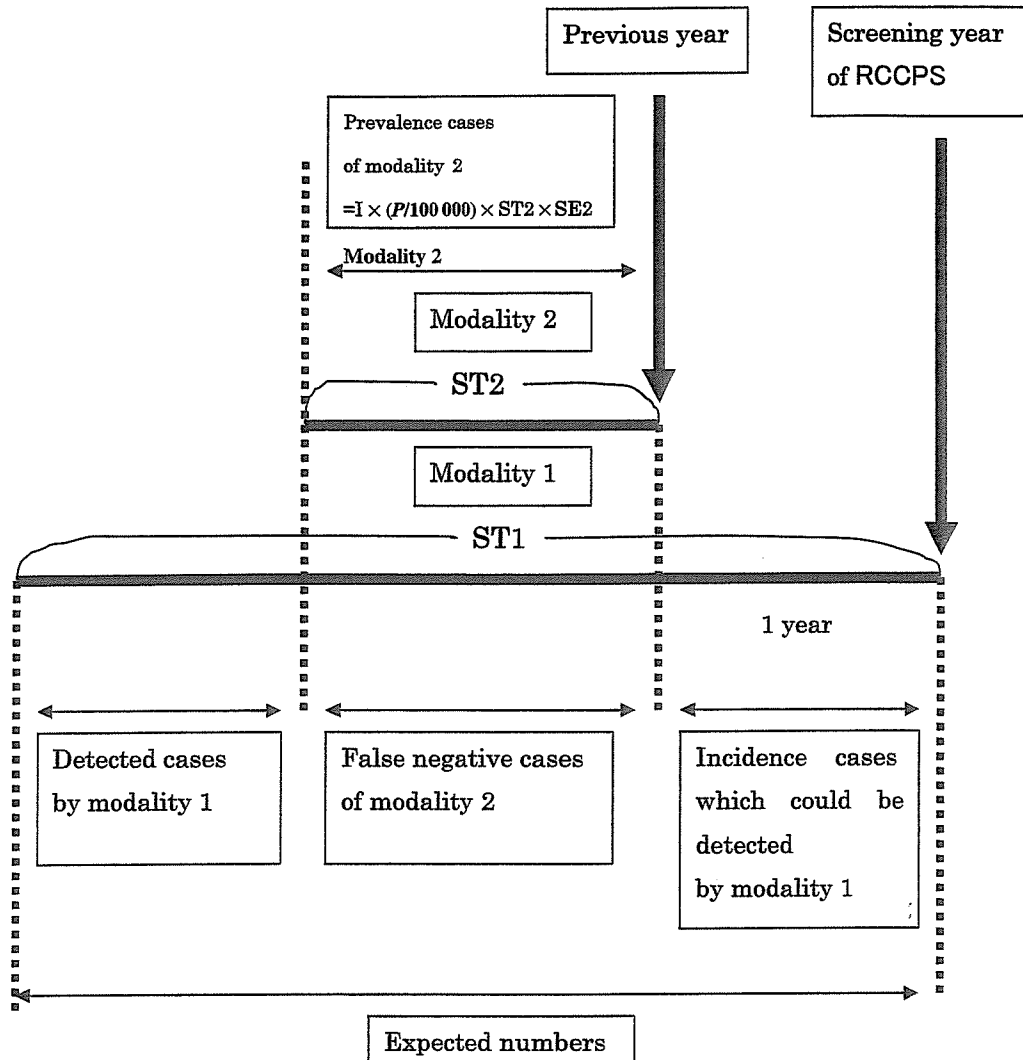 Previous year
Screening year
of RCCPS
Prevalence cases
of modality 2
=I × (P/100 000) × ST2 × SE2
Modality 2
Modality 2
ST2
Modality 1
ST1
1 year
Detected cases
by modality 1
False negative cases
of modality 2
Incidence cases
which could be
detected
by modality 1
Expected numbers